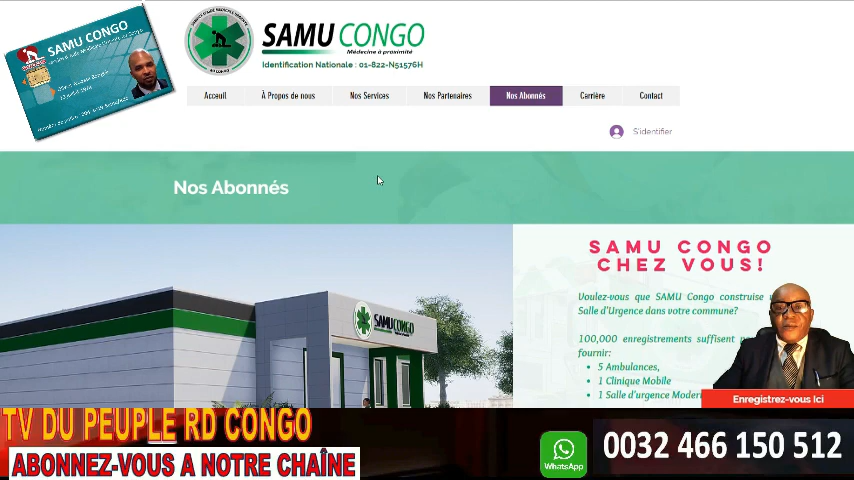 SAMU CONGO
SAMU CONGO
Médecine à proximité
Identification Nationale : 01-822-N51576H
Acceuil
À Propos de nous
Nos Services
Nos Partenaires
Nos Abonnés
Carrière
Contact
S'identifier
Nos Abonnés
SAMU CONGO
CHEZ VOUS!
Voulez-vous que SAMU Congo construise
Salle d'Urgence dans votre commune?
100,000 enregistrements suffisent
fournir:
• 5 Ambulances,
• 1 Clinique Mobile
• 1 Salle d'urgence
SAMU CONGO
Enregistrez-vous Ici
TV DU PEUPLE RD CONGO
ABONNEZ-VOUS A NOTRE CHAÎNE
WhatsApp
0032 466 150 512